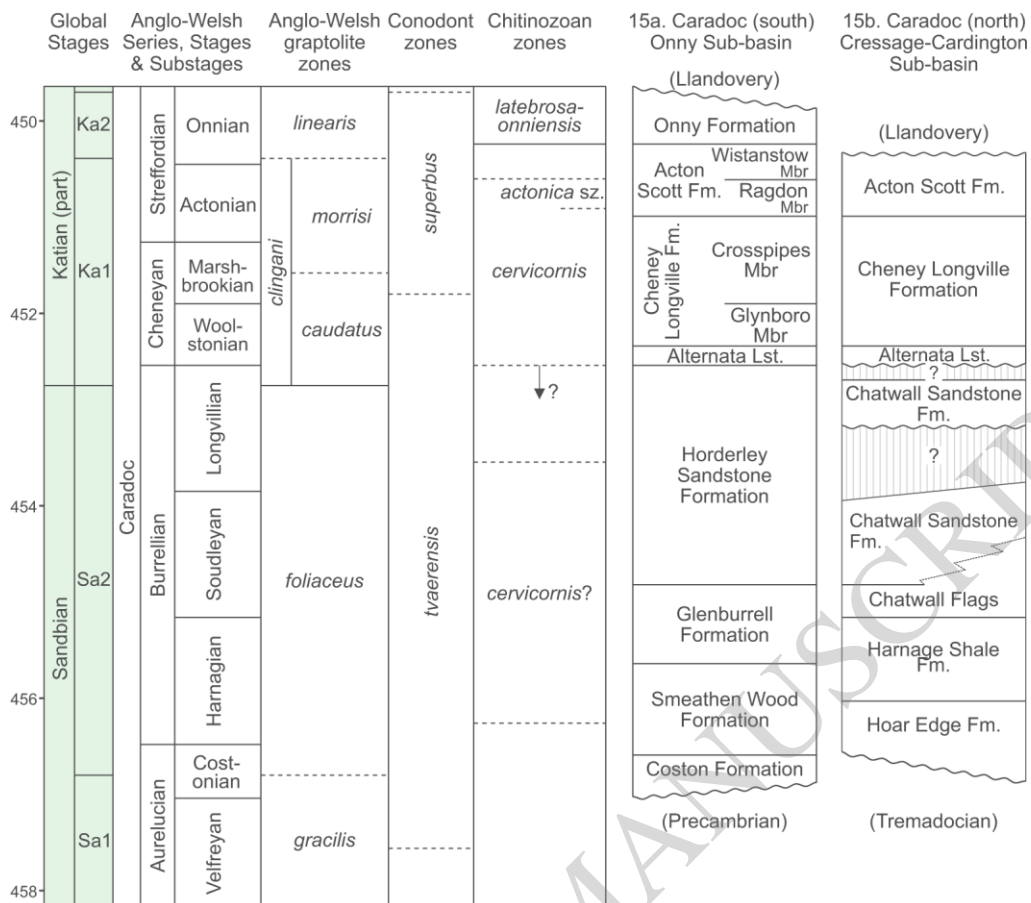 Global
Stages
Anglo-Welsh
Series, Stages
& Substages
Anglo-Welsh
graptolite
zones
Conodont
zones
Chitinozoan
zones
15a. Caradoc (south)
Onny Sub-basin
15b. Caradoc (north)
Cressage-Cardington
Sub-basin
450
452
454
456
458
Katian (part)
Sandbian
Ka2
Ka1
Sa2
Sa1
Caradoc
Streffordian
Cheneyan
Burrellian
Aurelucian
Onnian
Actonian
Marsh-
brookian
Wool-
stonian
Longvillian
Soudleyan
Harnagian
Cost-
onian
Velfreyan
linearis
clingani
morrisi
caudatus
foliaceus
gracilis
superbus
tvaerensis
latebrosa-
onniensis
actonica sz.
cervicornis
?
cervicornis?
(Llandovery)
Onny Formation
Acton
Scott Fm.
Wistanstow
Mbr
Ragdon
Mbr
Cheney
Longville Fm.
Crosspipes
Mbr
Glynboro
Mbr
Alternata Lst.
Horderley
Sandstone
Formation
Glenburrell
Formation
Smeathen Wood
Formation
Coston Formation
(Precambrian)
(Llandovery)
Acton Scott Fm.
Cheney Longville
Formation
Alternata Lst.
?
Chatwall Sandstone
Fm.
?
Chatwall Sandstone
Fm.
Chatwall Flags
Harnage Shale
Fm.
Hoar Edge Fm.
(Tremadocian)
MANUSCRI